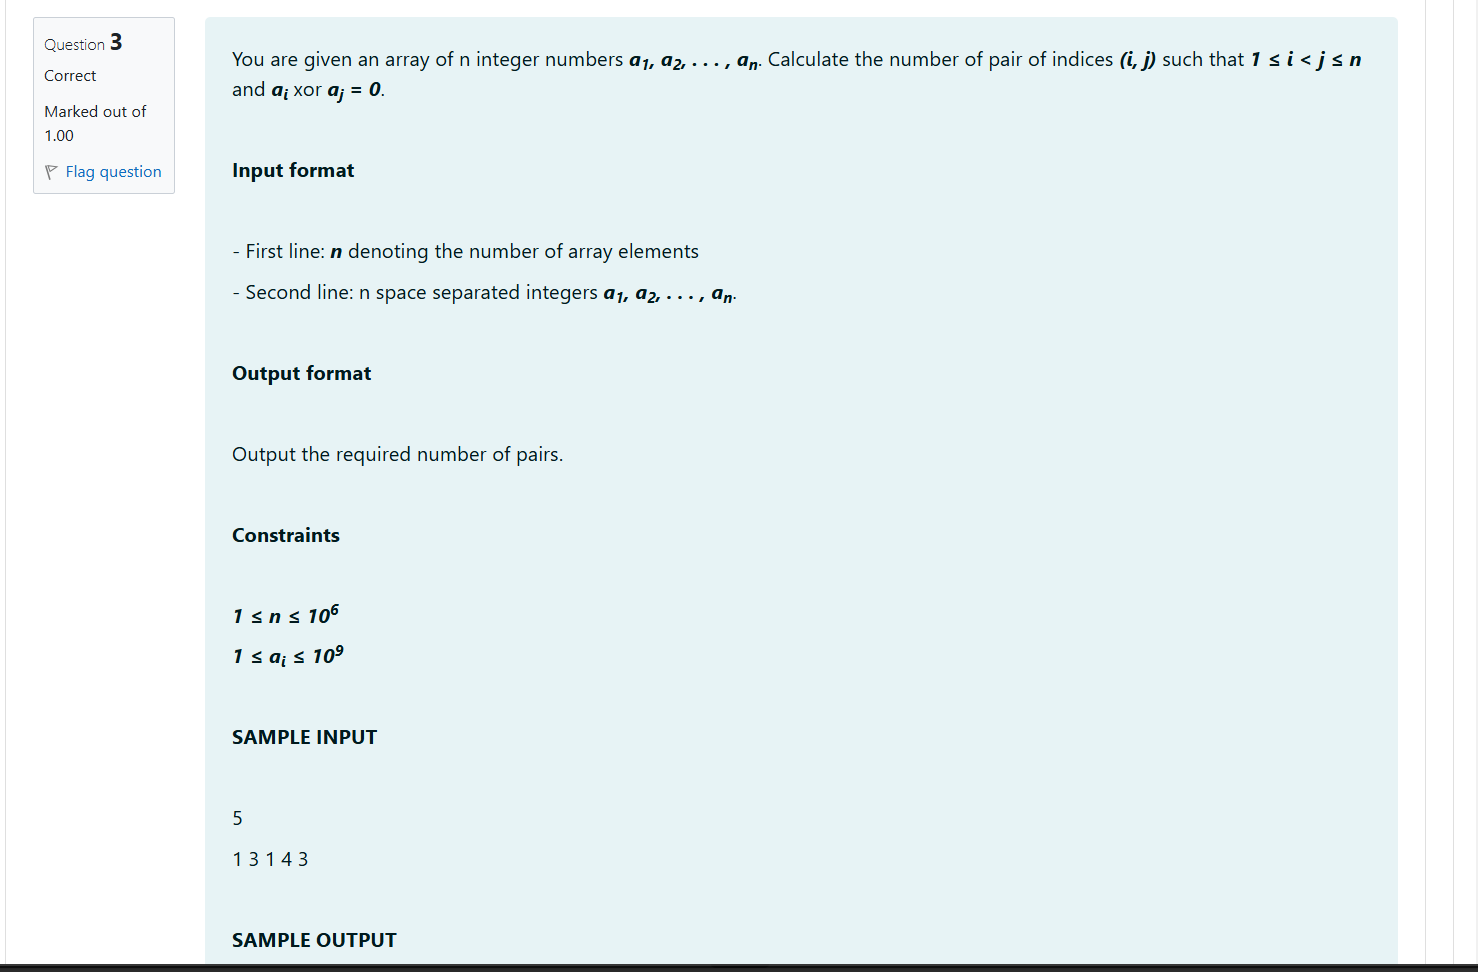 Question 3
Correct
Marked out of
1.00
Flag question
You are given an array of n integer numbers a1, a2, . . . , an. Calculate the number of pair of indices (i, j) such that 1 ≤ i < j ≤ n
and ai xor aj = 0.
Input format
- First line: n denoting the number of array elements
- Second line: n space separated integers a1, a2, . . . , an.
Output format
Output the required number of pairs.
Constraints
1 ≤ n ≤ 10^6
1 ≤ ai ≤ 10^9
SAMPLE INPUT
5
1 3 1 4 3
SAMPLE OUTPUT